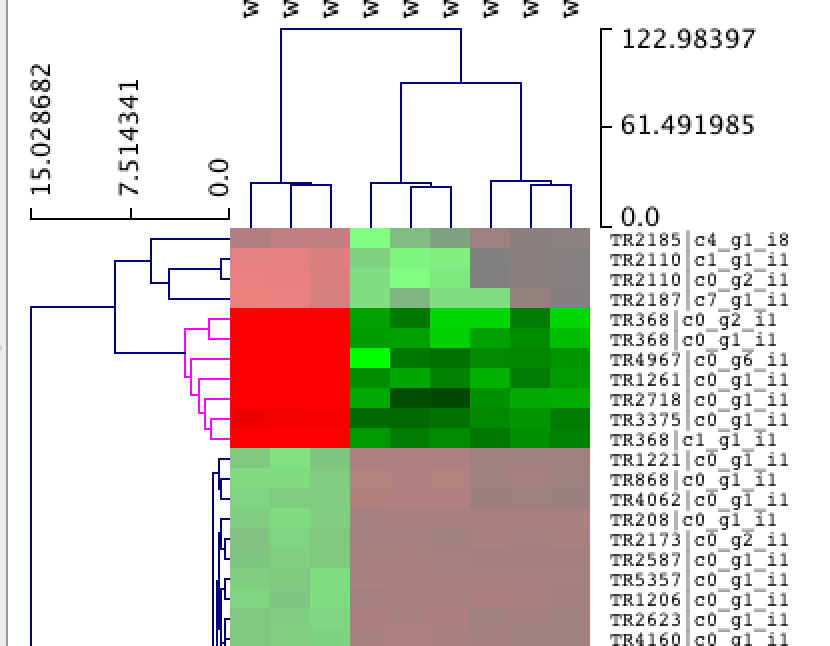 w w w w w w w w w
122.98397
61.491985
0.0
15.028682
7.514341
0.0
TR2185|c4_g1_i8
TR2110|c1_g1_i1
TR2110|c0_g2_i1
TR2187|c7_g1_i1
TR368|c0_g2_i1
TR368|c0_g1_i1
TR4967|c0_g6_i1
TR1261|c0_g1_i1
TR2718|c0_g1_i1
TR3375|c0_g1_i1
TR368|c1_g1_i1
TR1221|c0_g1_i1
TR868|c0_g1_i1
TR4062|c0_g1_i1
TR208|c0_g1_i1
TR2173|c0_g2_i1
TR2587|c0_g1_i1
TR5357|c0_g1_i1
TR1206|c0_g1_i1
TR2623|c0_g1_i1
TR4160|c0_g1_i1